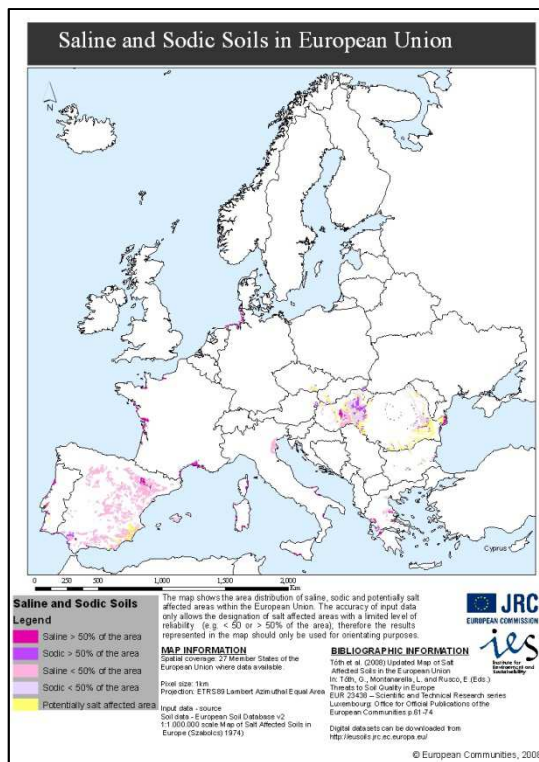 Saline and Sodic Soils in European Union
N
Cyprus
0 250 500 1,000 1,500 2,000
Km
Saline and Sodic Soils
Legend
Saline > 50% of the area
Sodic > 50% of the area
Saline < 50% of the area
Sodic < 50% of the area
Potentially salt affected area
The map shows the area distribution of saline, sodic and potentially salt
affected areas within the European Union. The accuracy of input data
only allows the designation of salt affected areas with a limited level of
reliability (e.g. < 50 or > 50% of the area), therefore the results
represented in the map should only be used for orientating purposes.
MAP INFORMATION
Spatial coverage: 27 Member States of the
European Union where data available
Pixel size: 1km
Projection: ETRS89 Lambert Azimuthal Equal Area
Input data - source
Soil data - European Soil Database v2
1:1.000.000 scale Map of Salt Affected Soils in
Europe (Szabolcs) 1974)
BIBLIOGRAPHIC INFORMATION
Tóth et al. (2008) Updated Map of Salt
Affected Soils in the European Union
In: Tóth, G., Montanarella, L. and Rusco, E. (Eds.)
Threats to Soil Quality in Europe
EUR 23438 – Scientific and Technical Research series
Luxembourg: Office for Official Publications of the
European Communities p.61-74
Digital datasets can be downloaded from
http://eusoils.jrc.ec.europa.eu/
JRC
EUROPEAN COMMISSION
ies
Institute for
Environment and
Sustainability
© European Communities, 2008